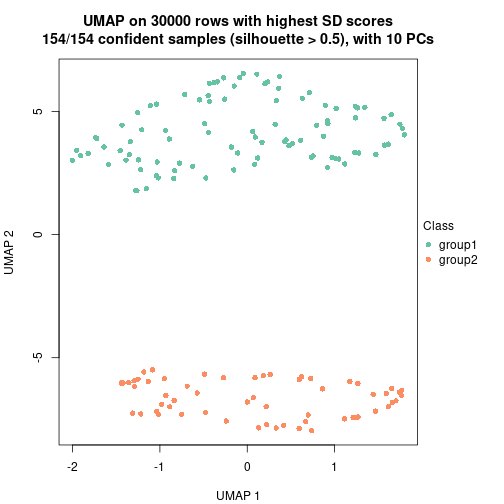 UMAP on 30000 rows with highest SD scores
154/154 confident samples (silhouette > 0.5), with 10 PCs
5
0
-5
UMAP 2
-2
-1
0
1
UMAP 1
Class
group1
group2